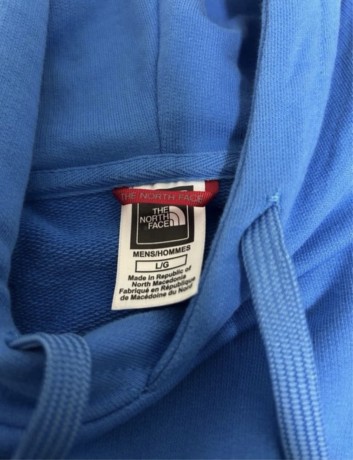 THE NORTH FACE
THE
NORTH
FACE
MENS/HOMMES
L/G
Made in Republic of
North Macedonia
Fabriqué en République
de Macédoine du Nord